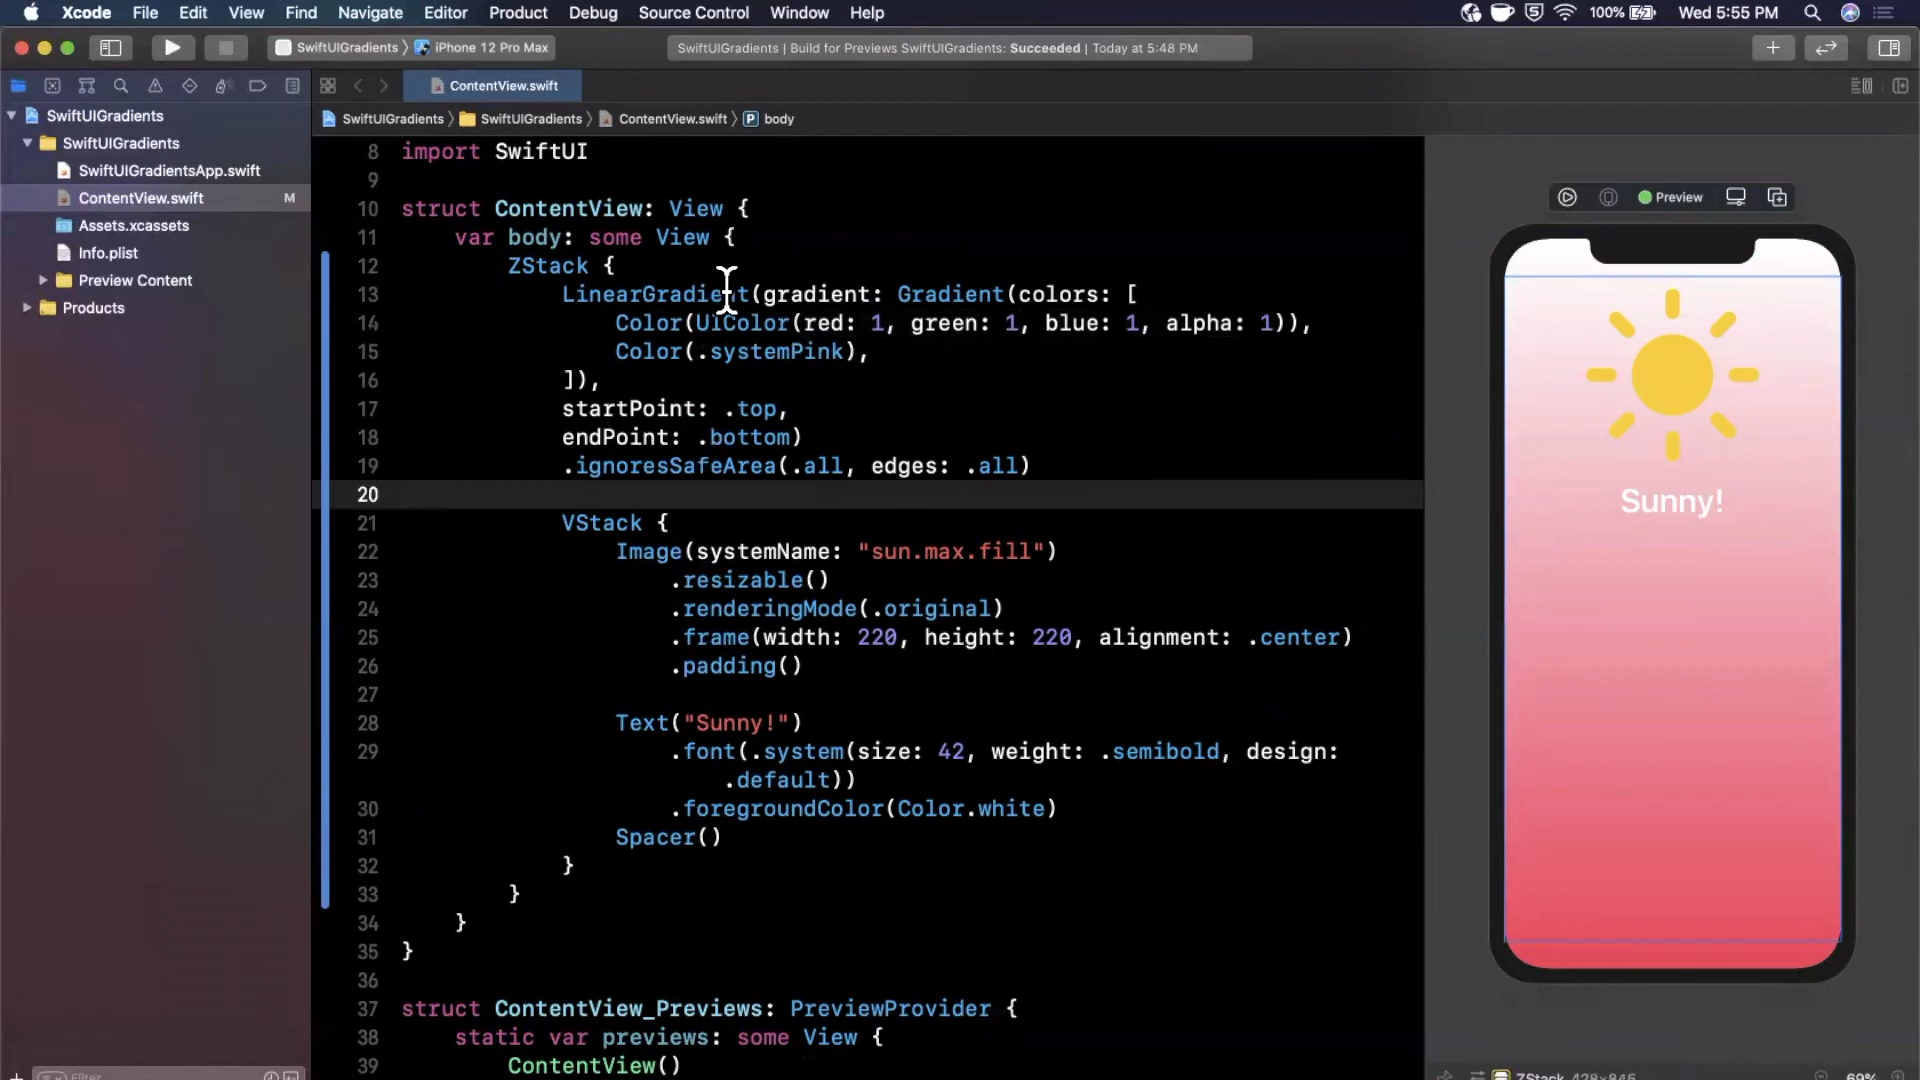 Xcode File Edit View Find Navigate Editor Product Debug Source Control Window Help 100% Wed 5:55 PM
SwiftUIGradients iPhone 12 Pro Max SwiftUIGradients | Build for Previews SwiftUIGradients: Succeeded | Today at 5:48 PM
ContentView.swift
SwiftUIGradients SwiftUIGradients ContentView.swift P body
SwiftUIGradients
SwiftUIGradients
SwiftUIGradientsApp.swift
ContentView.swift M
Assets.xcassets
Info.plist
Preview Content
Products
Filter
8 import SwiftUI
9
10 struct ContentView: View {
11 var body: some View {
12 ZStack {
13 LinearGradient(gradient: Gradient(colors: [
14 Color(UIColor(red: 1, green: 1, blue: 1, alpha: 1)),
15 Color(.systemPink),
16 ]),
17 startPoint: .top,
18 endPoint: .bottom)
19 .ignoresSafeArea(.all, edges: .all)
20
21 VStack {
22 Image(systemName: "sun.max.fill")
23 .resizable()
24 .renderingMode(.original)
25 .frame(width: 220, height: 220, alignment: .center)
26 .padding()
27
28 Text("Sunny!")
29 .font(.system(size: 42, weight: .semibold, design:
.default))
30 .foregroundColor(Color.white)
31 Spacer()
32 }
33 }
34 }
35 }
36
37 struct ContentView_Previews: PreviewProvider {
38 static var previews: some View {
39 ContentView()
Preview
Sunny!
ZStack 428x845 69%